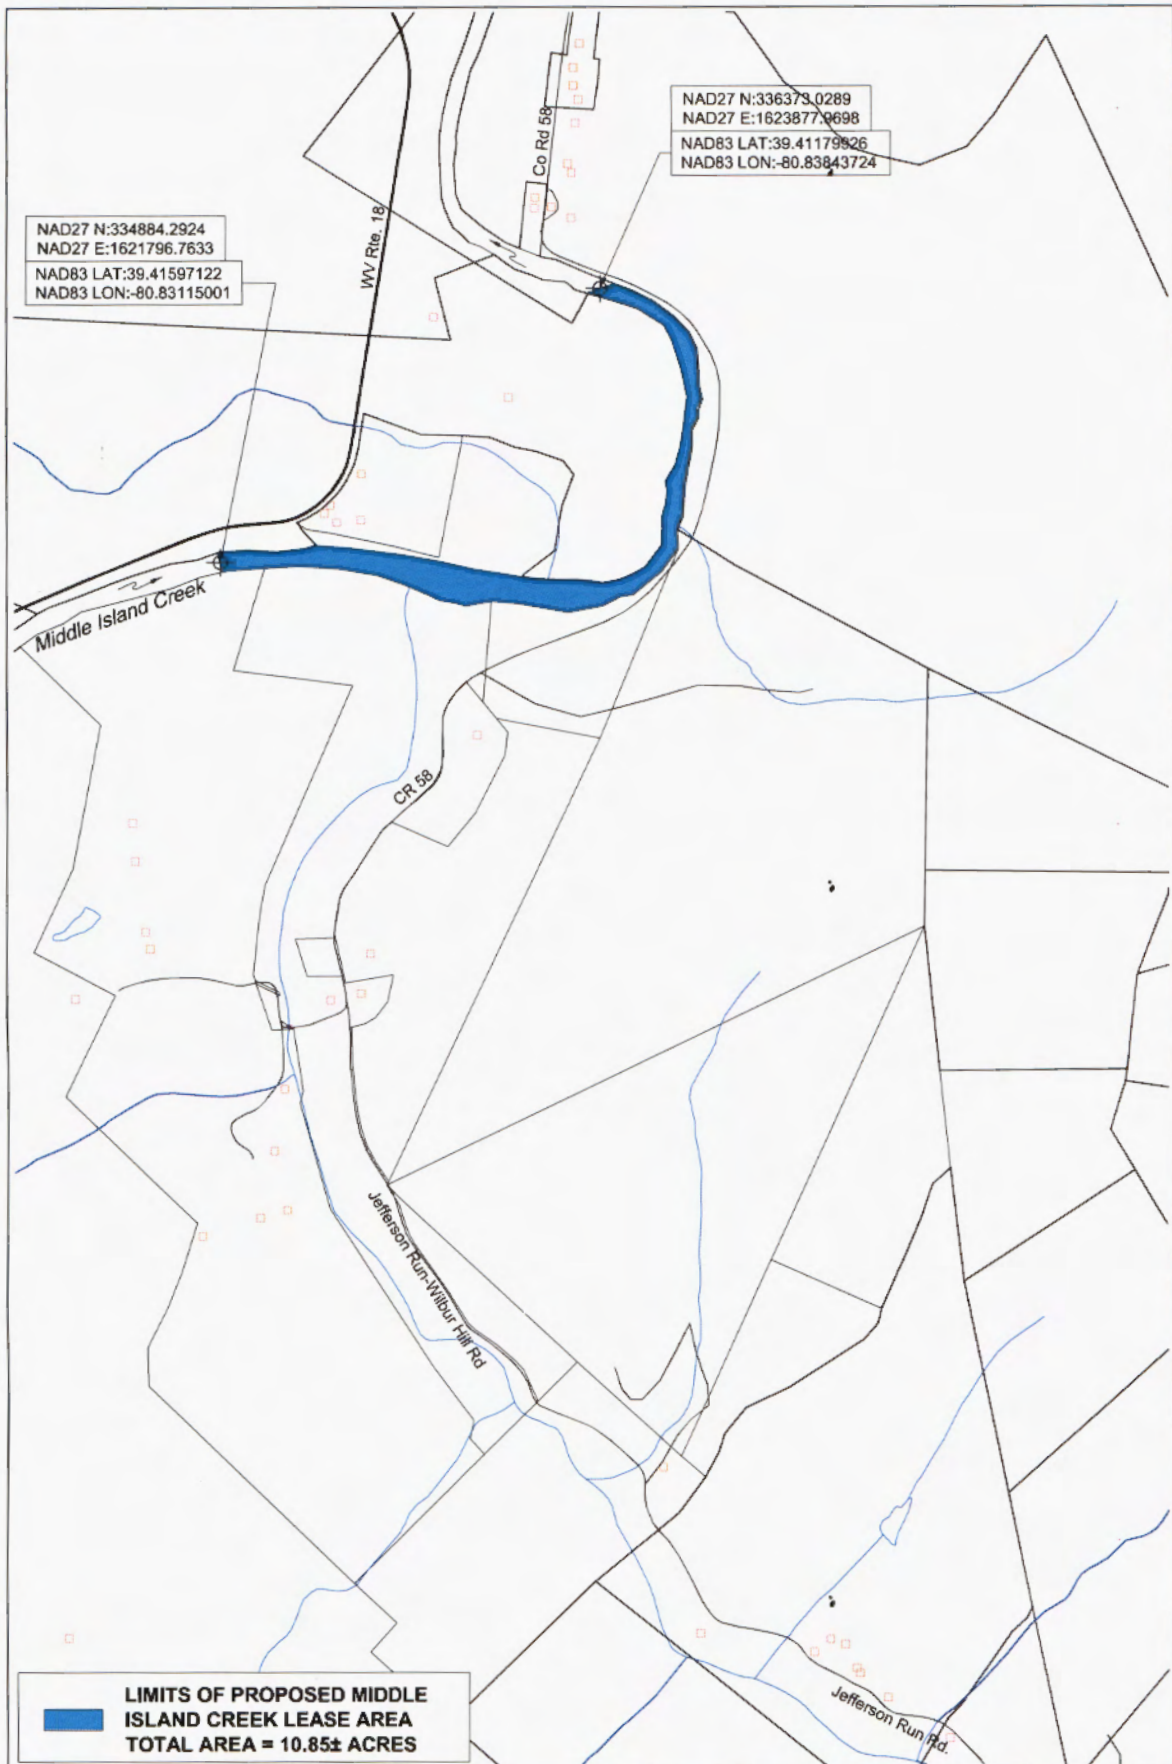 NAD27 N:336373.0289
NAD27 E:1623877.9698
NAD83 LAT:39.41179926
NAD83 LON:-80.83843724
Co Rd 58
WV Rte. 18
NAD27 N:334884.2924
NAD27 E:1621796.7633
NAD83 LAT:39.41597122
NAD83 LON:-80.83115001
Middle Island Creek
CR 58
Jefferson Run-Wilbur Hill Rd
Jefferson Run Rd.
LIMITS OF PROPOSED MIDDLE
ISLAND CREEK LEASE AREA
TOTAL AREA = 10.85± ACRES